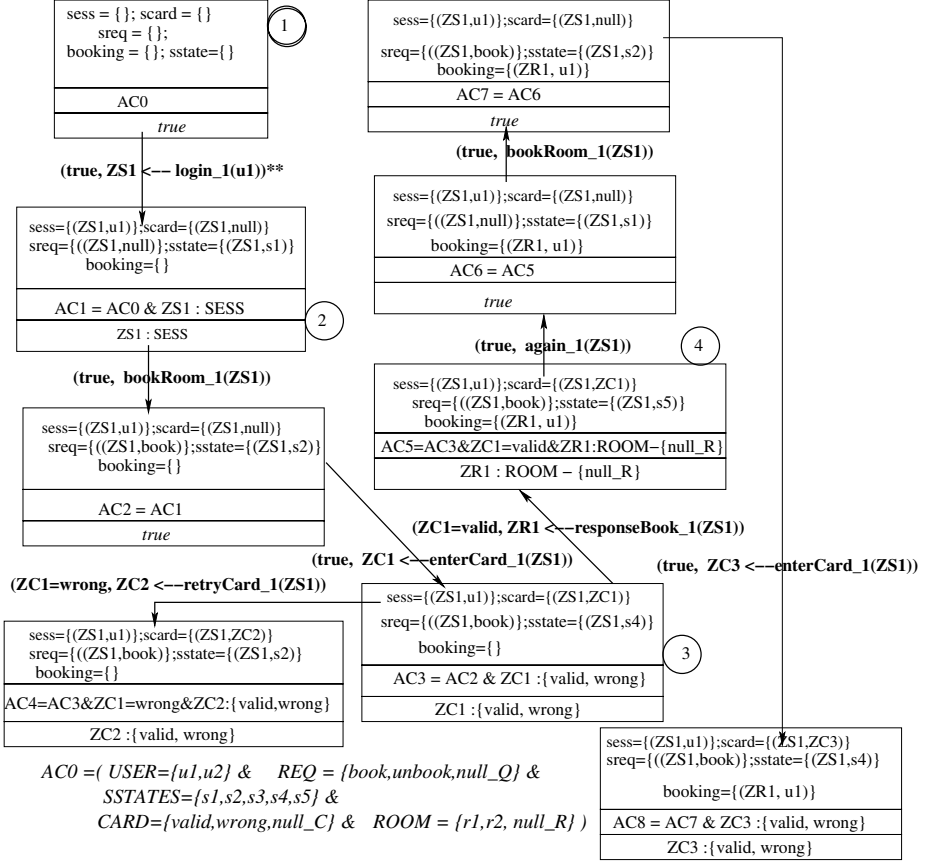 sess = {}; scard = {}
sreq = {};
booking = {}; sstate={}
AC0
true
1
(true, ZS1 <-- login_1(u1))**
sess={(ZS1,u1)};scard={(ZS1,null)}
sreq={((ZS1,null)};sstate={(ZS1,s1)}
booking={}
AC1 = AC0 & ZS1 : SESS
ZS1 : SESS
2
(true, bookRoom_1(ZS1))
sess={(ZS1,u1)};scard={(ZS1,null)}
sreq={((ZS1,book)};sstate={(ZS1,s2)}
booking={}
AC2 = AC1
true
(true, ZC1 <--enterCard_1(ZS1))
(ZC1=wrong, ZC2 <--retryCard_1(ZS1))
sess={(ZS1,u1)};scard={(ZS1,ZC2)}
sreq={((ZS1,book)};sstate={(ZS1,s2)}
booking={}
AC4=AC3&ZC1=wrong&ZC2:{valid,wrong}
ZC2 :{valid, wrong}
sess={(ZS1,u1)};scard={(ZS1,ZC1)}
sreq={((ZS1,book)};sstate={(ZS1,s4)}
booking={}
AC3 = AC2 & ZC1 :{valid, wrong}
ZC1 :{valid, wrong}
3
(ZC1=valid, ZR1 <--responseBook_1(ZS1))
sess={(ZS1,u1)};scard={(ZS1,ZC1)}
sreq={((ZS1,book)};sstate={(ZS1,s5)}
booking={(ZR1, u1)}
AC5=AC3&ZC1=valid&ZR1:ROOM-{null_R}
ZR1 : ROOM - {null_R}
4
(true, again_1(ZS1))
sess={(ZS1,u1)};scard={(ZS1,null)}
sreq={((ZS1,null)};sstate={(ZS1,s1)}
booking={(ZR1, u1)}
AC6 = AC5
true
(true, bookRoom_1(ZS1))
sess={(ZS1,u1)};scard={(ZS1,null)}
sreq={((ZS1,book)};sstate={(ZS1,s2)}
booking={(ZR1, u1)}
AC7 = AC6
true
(true, ZC3 <--enterCard_1(ZS1))
sess={(ZS1,u1)};scard={(ZS1,ZC3)}
sreq={((ZS1,book)};sstate={(ZS1,s4)}
booking={(ZR1, u1)}
AC8 = AC7 & ZC3 :{valid, wrong}
ZC3 :{valid, wrong}
AC0 =( USER={u1,u2} & REQ = {book,unbook,null_Q} &
SSTATES={s1,s2,s3,s4,s5} &
CARD={valid,wrong,null_C} & ROOM = {r1,r2, null_R} )